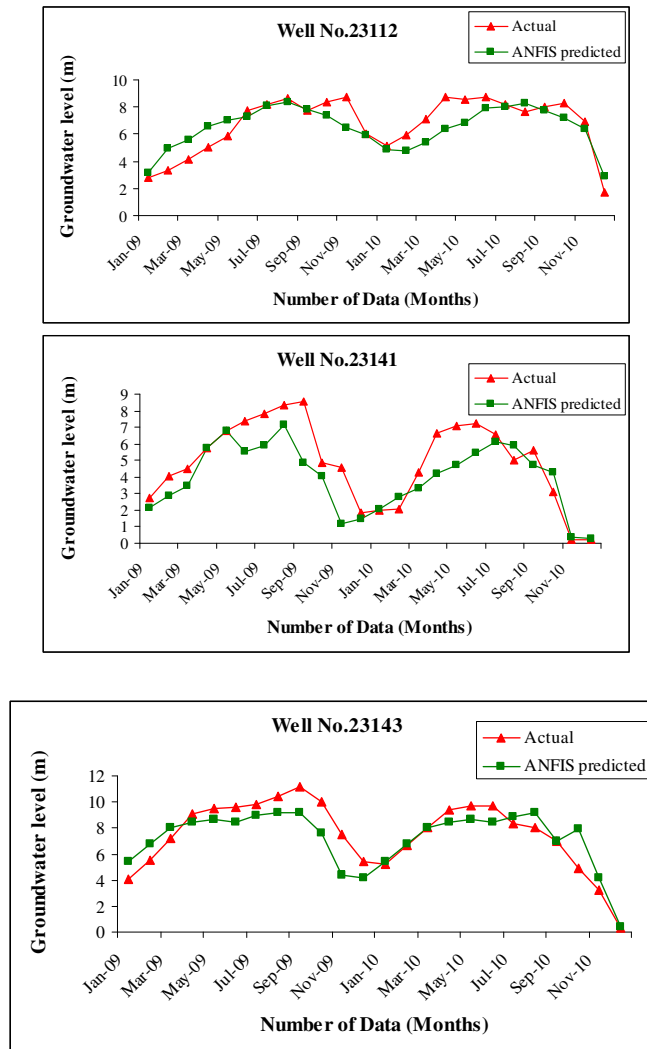 Well No.23112
Actual
ANFIS predicted
Groundwater level (m)
10
8
6
4
2
0
Jan-09
Mar-09
May-09
Jul-09
Sep-09
Nov-09
Jan-10
Mar-10
May-10
Jul-10
Sep-10
Nov-10
Number of Data (Months)
Well No.23141
Actual
ANFIS predicted
Groundwater level (m)
9
8
7
6
5
4
3
2
1
0
Jan-09
Mar-09
May-09
Jul-09
Sep-09
Nov-09
Jan-10
Mar-10
May-10
Jul-10
Sep-10
Nov-10
Number of Data (Months)
Well No.23143
Actual
ANFIS predicted
Groundwater level (m)
12
10
8
6
4
2
0
Jan-09
Mar-09
May-09
Jul-09
Sep-09
Nov-09
Jan-10
Mar-10
May-10
Jul-10
Sep-10
Nov-10
Number of Data (Months)